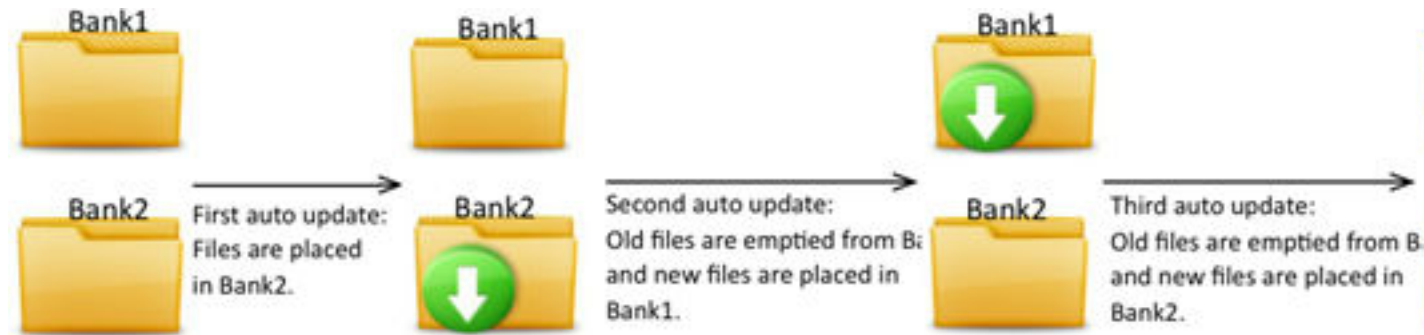 Bank1
Bank1
Bank1
Bank2
First auto update:
Files are placed
in Bank2.
Bank2
Second auto update:
Old files are emptied from
and new files are placed in
Bank1.
Bank2
Third auto update:
Old files are emptied from
and new files are placed in
Bank2.